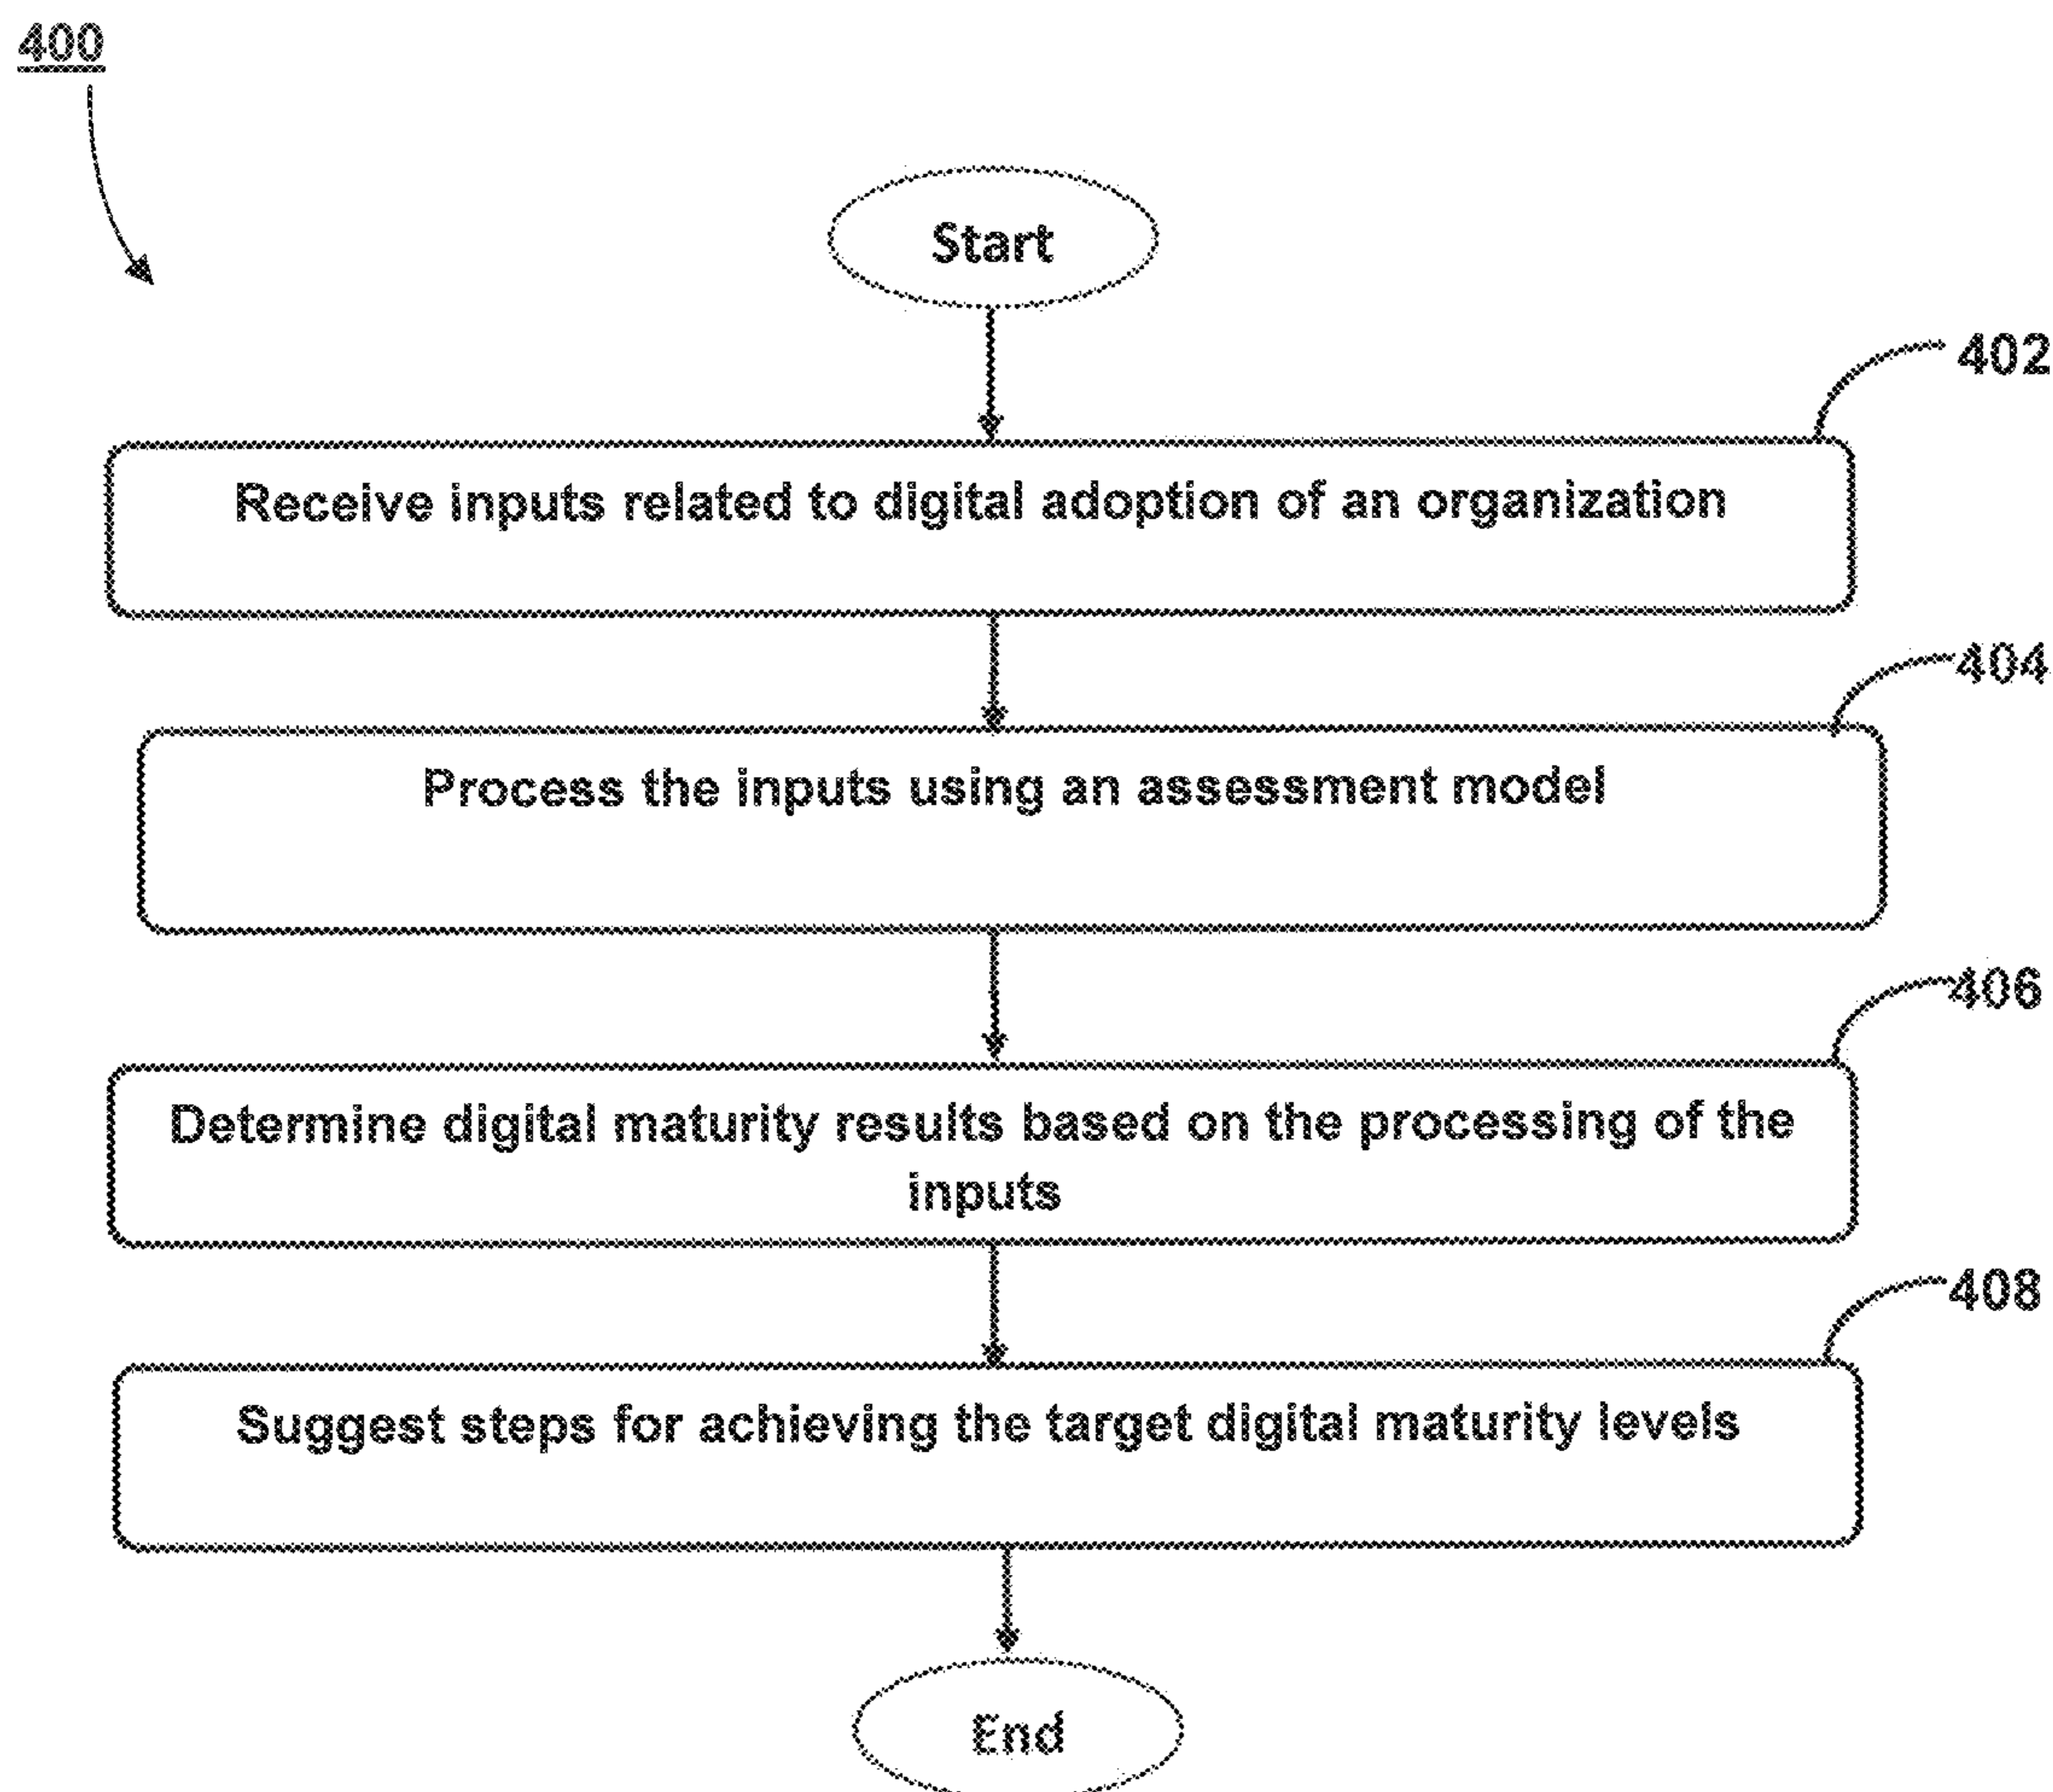 400
Start
402
Receive inputs related to digital adoption of an organization
404
Process the inputs using an assessment model
406
Determine digital maturity results based on the processing of the
inputs
408
Suggest steps for achieving the target digital maturity levels
End